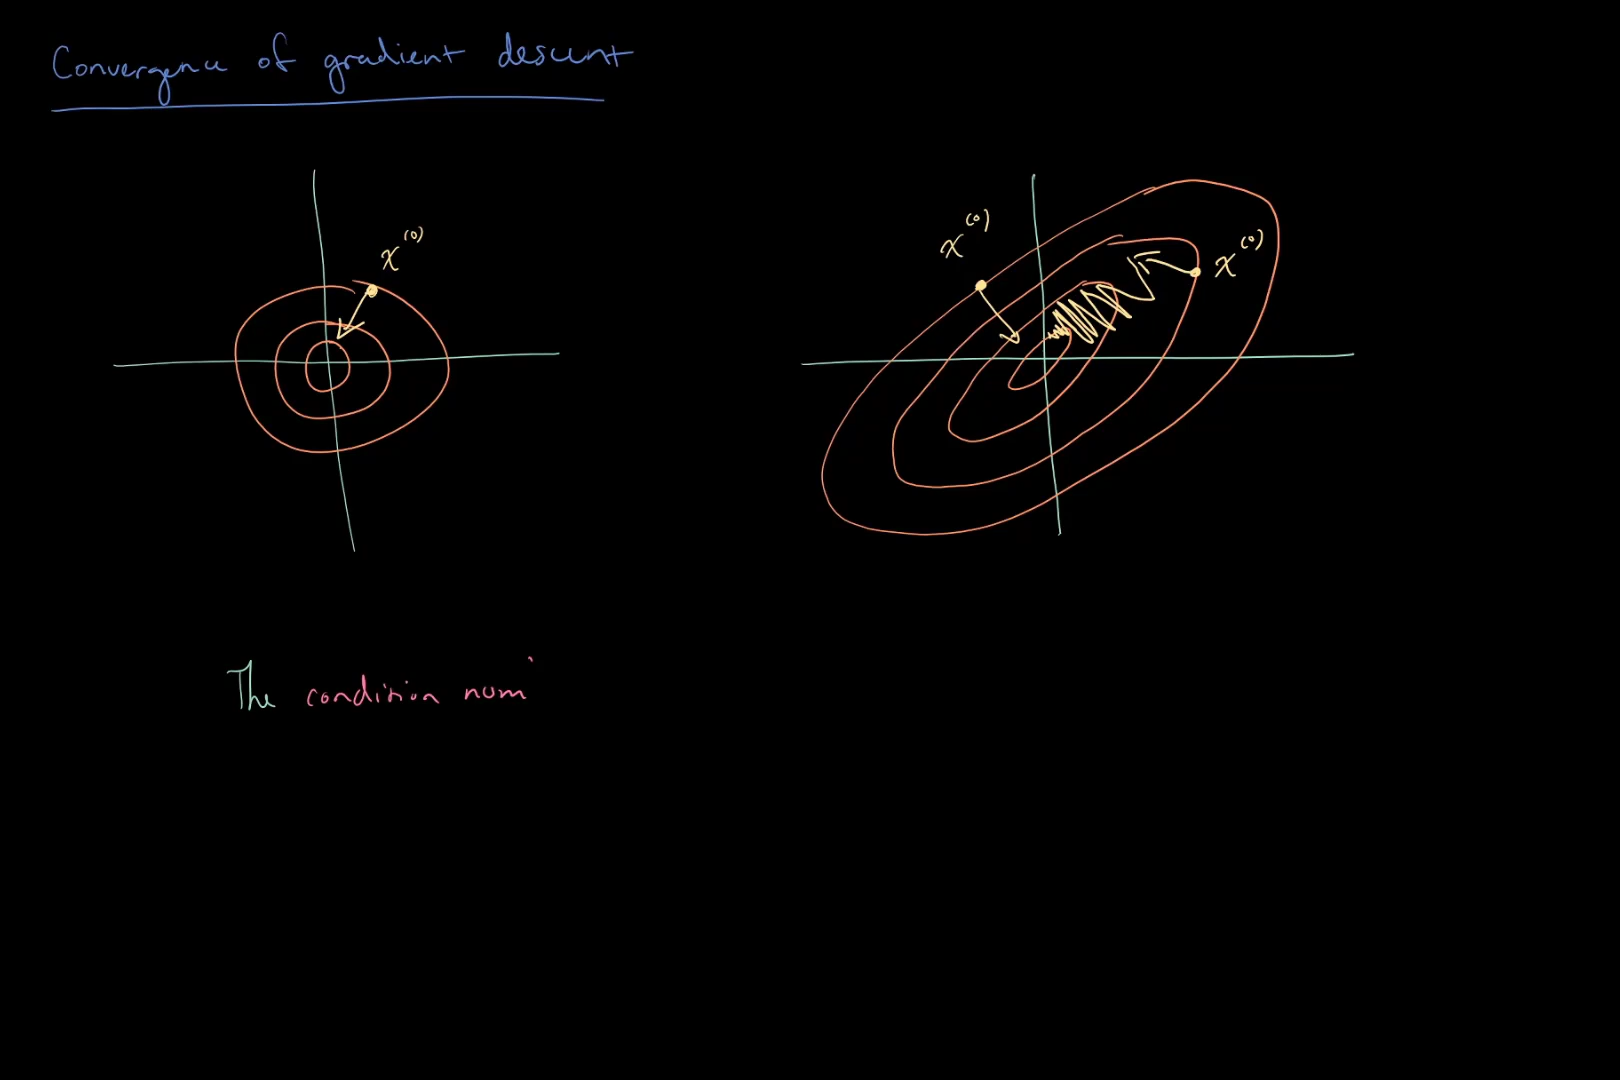 Convergence of gradient descent
x^(0)
x^(0)
x^(0)
The condition num